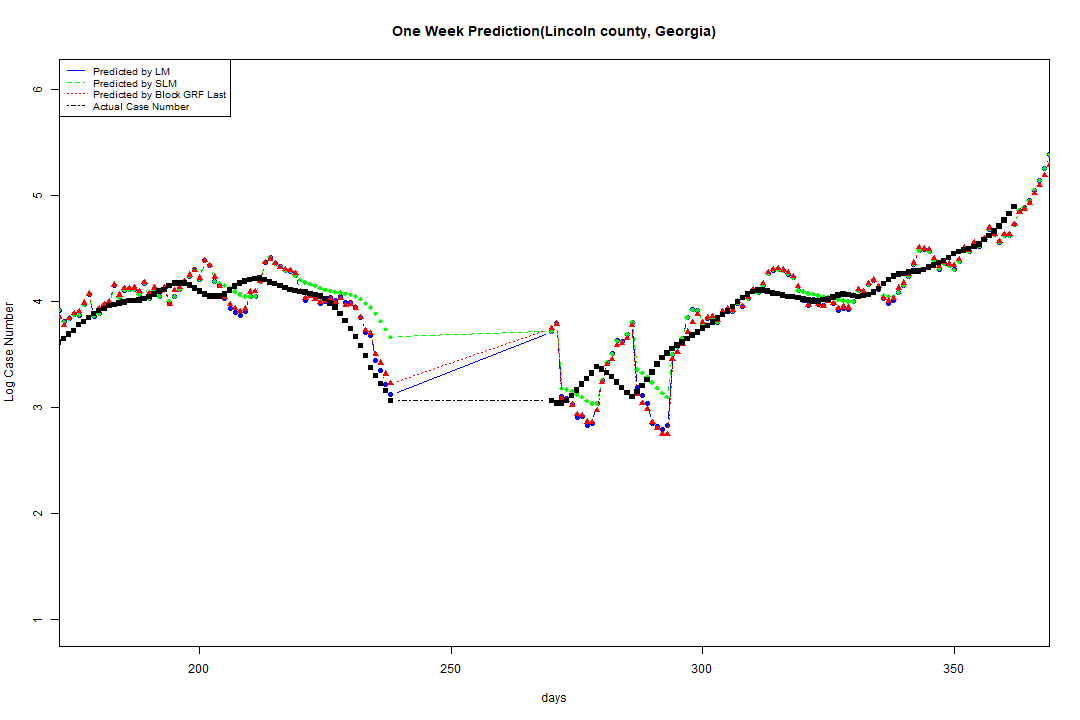 One Week Prediction(Lincoln county, Georgia)
Predicted by LM
Predicted by SLM
Predicted by Block GRF Last
Actual Case Number
6
5
4
3
2
1
Log Case Number
200 250 300 350
days